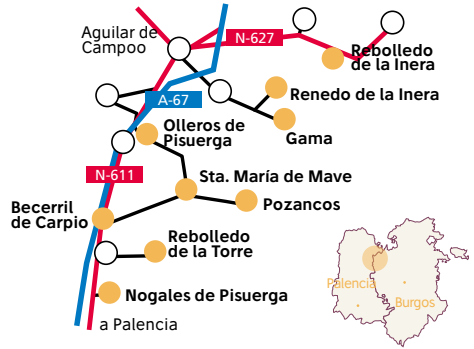 Aguilar de
Campoo
N-627
Rebolledo
de la Inera
Renedo de la Inera
A-67
Olleros de
Pisuerga
Gama
N-611
Sta. María de Mave
Pozancos
Becerril
de Carpio
Rebolledo
de la Torre
Nogales de Pisuerga
a Palencia
Palencia
Burgos